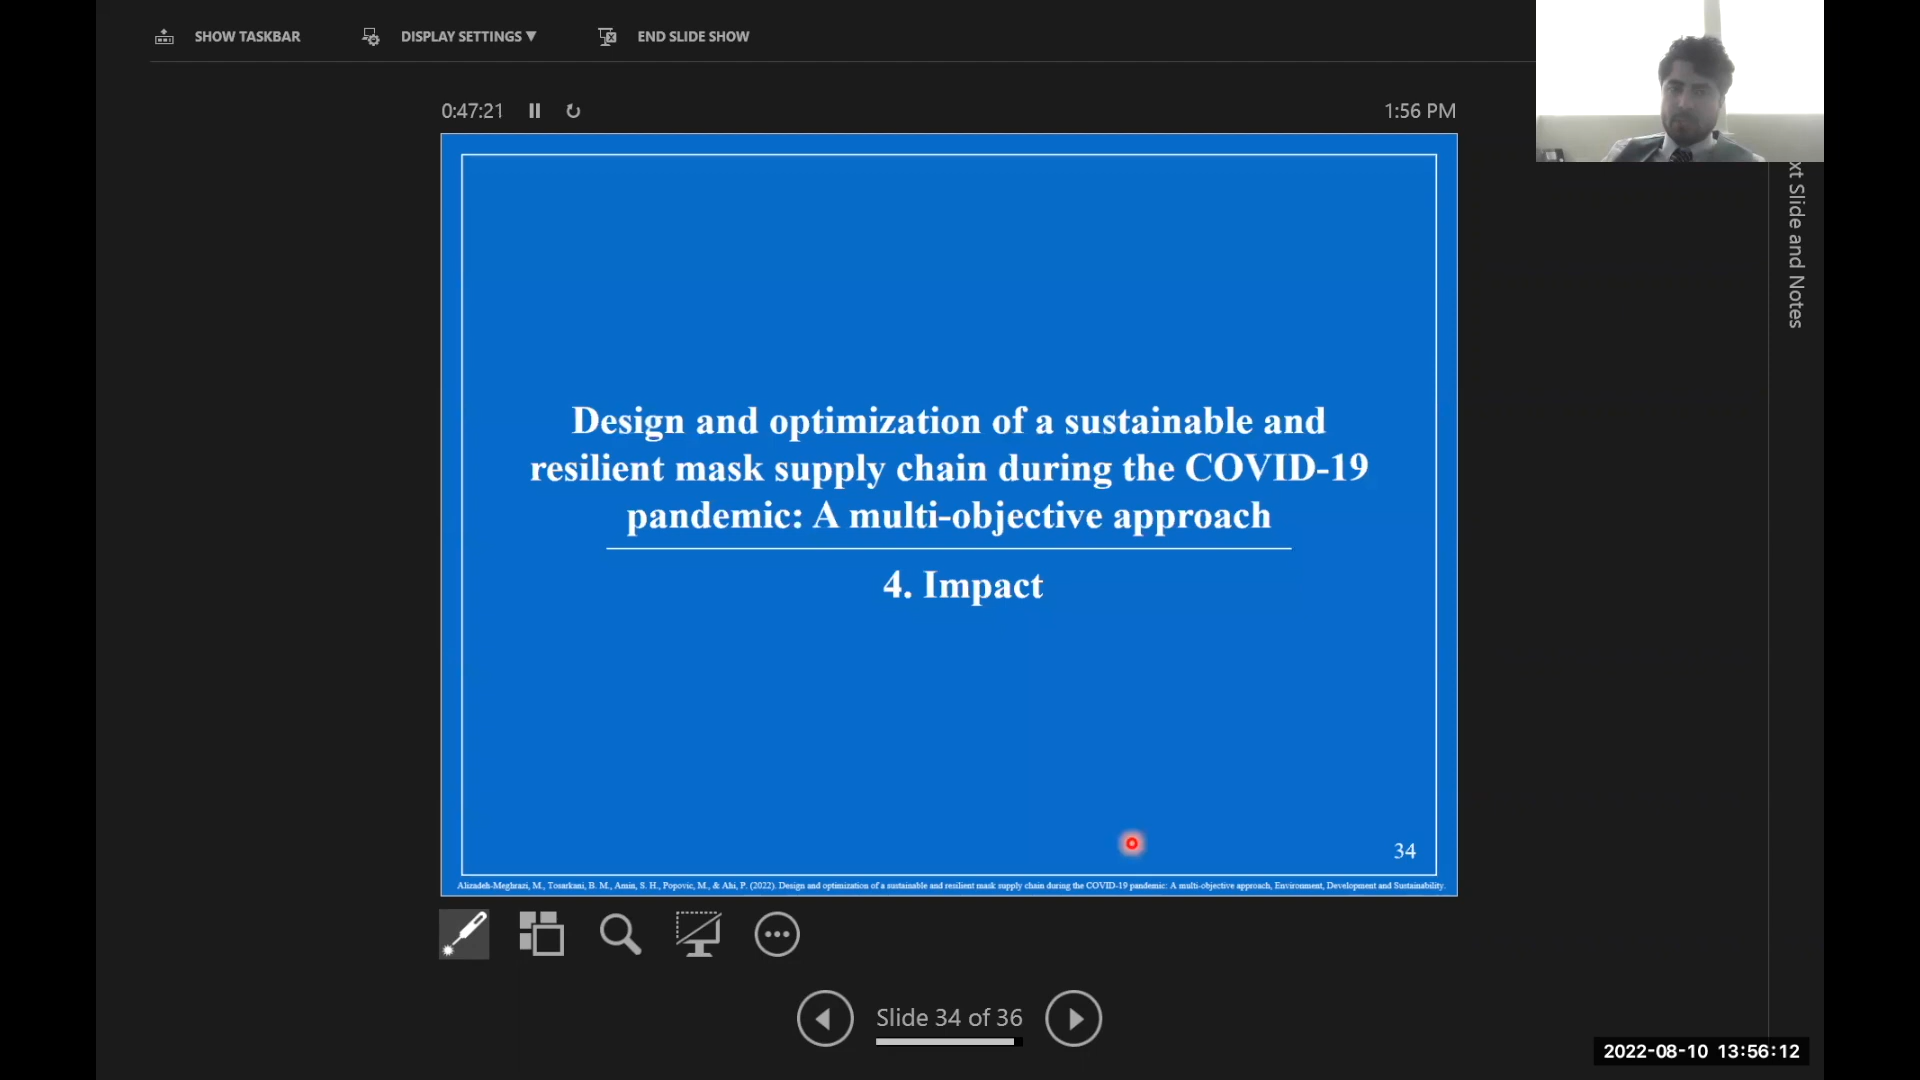 SHOW TASKBAR
DISPLAY SETTINGS ▼
END SLIDE SHOW
0:47:21
1:56 PM
xt Slide and Notes
Design and optimization of a sustainable and
resilient mask supply chain during the COVID-19
pandemic: A multi-objective approach
4. Impact
34
Alizadeh-Meghrazi, M., Tosarkani, B. M., Amin, S. H., Popovic, M., & Ahi, P. (2022). Design and optimization of a sustainable and resilient mask supply chain during the COVID-19 pandemic: A multi-objective approach, Environment, Development and Sustainability.
Slide 34 of 36
2022-08-10 13:56:12